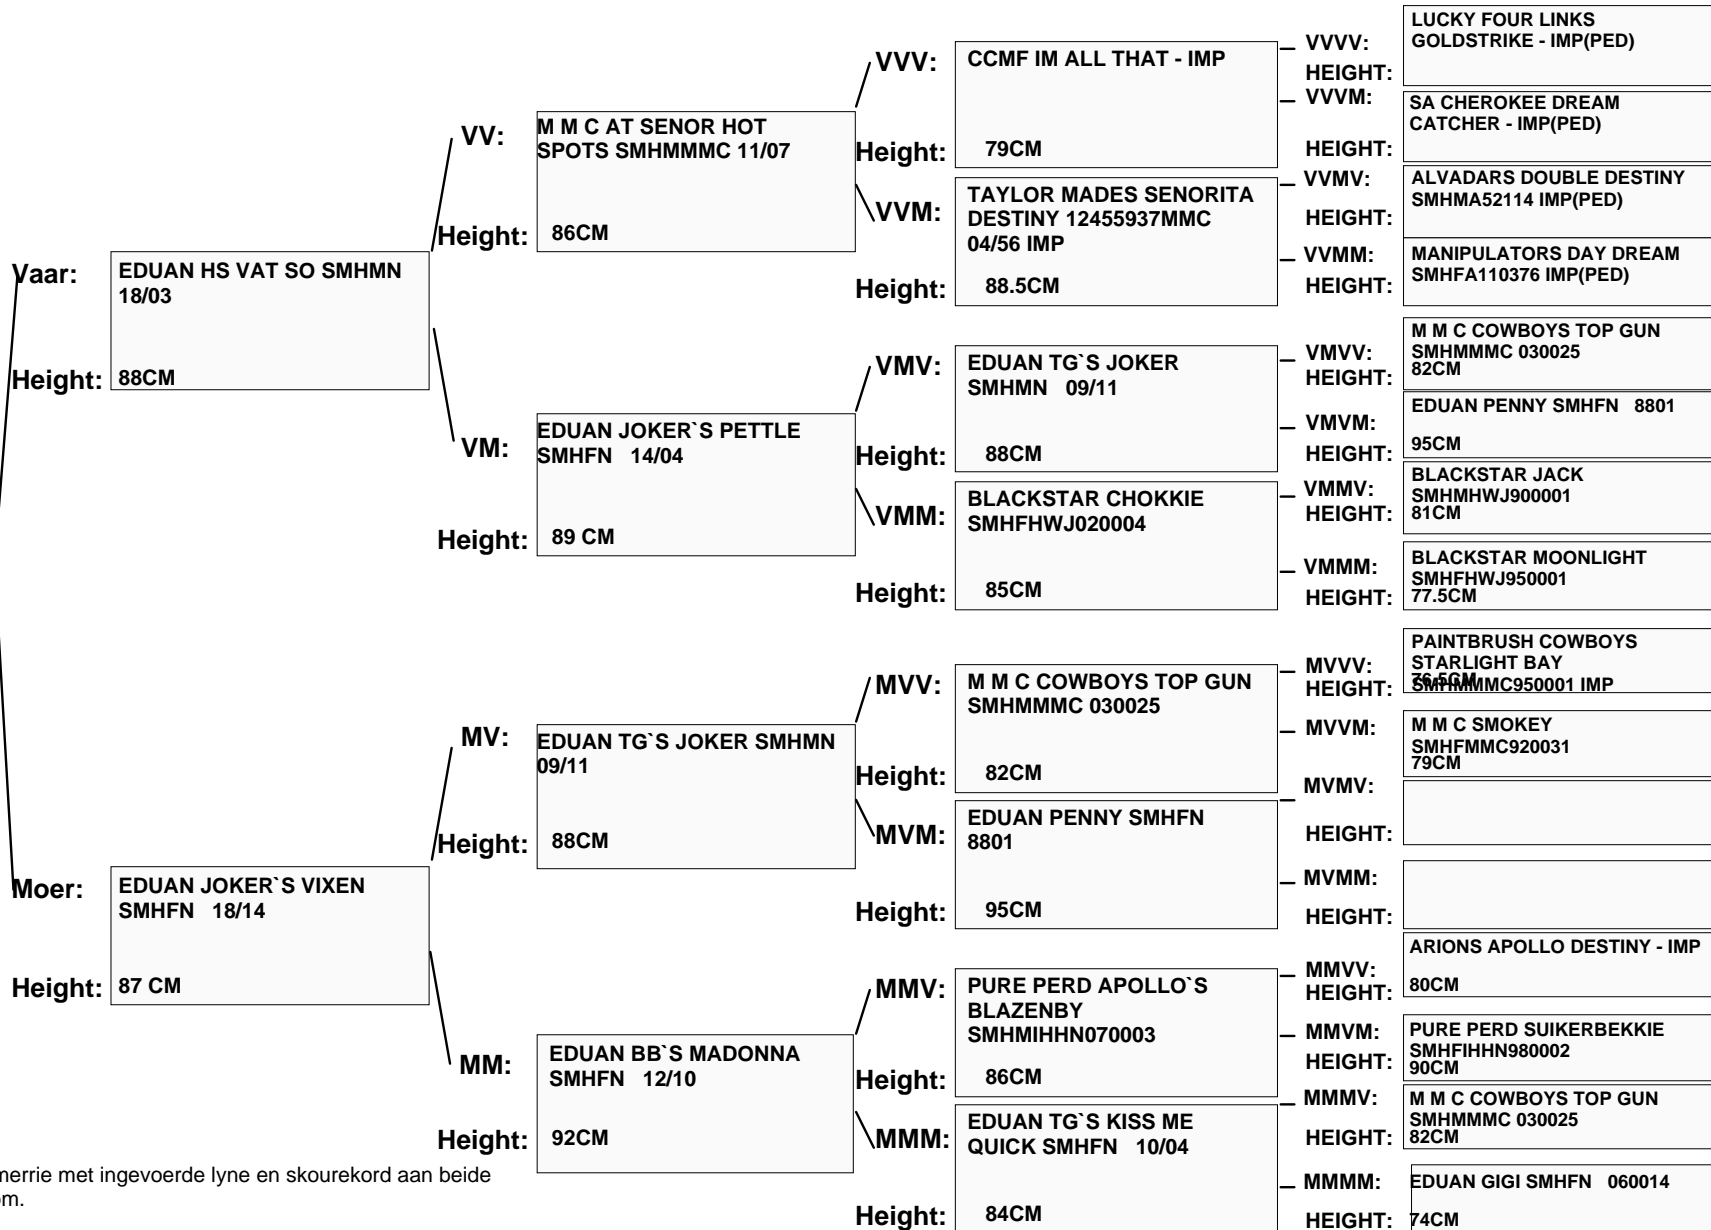 Vaar:
EDUAN HS VAT SO SMHMN
18/03
Height:
88CM
Moer:
EDUAN JOKER`S VIXEN
SMHFN 18/14
Height:
87 CM
merrie met ingevoerde lyne en skourekord aan beide
om.
VV:
M M C AT SENOR HOT
SPOTS SMHMMMC 11/07
Height:
86CM
VM:
EDUAN JOKER`S PETTLE
SMHFN 14/04
Height:
89 CM
MV:
EDUAN TG`S JOKER SMHMN
09/11
Height:
88CM
MM:
EDUAN BB`S MADONNA
SMHFN 12/10
Height:
92CM
VVV:
CCMF IM ALL THAT - IMP
Height:
79CM
VVM:
TAYLOR MADES SENORITA
DESTINY 12455937MMC
04/56 IMP
Height:
88.5CM
VMV:
EDUAN TG`S JOKER
SMHMN 09/11
Height:
88CM
VMM:
BLACKSTAR CHOKKIE
SMHFHWJ020004
Height:
85CM
MVV:
M M C COWBOYS TOP GUN
SMHMMMC 030025
Height:
82CM
MVM:
EDUAN PENNY SMHFN
8801
Height:
95CM
MMV:
PURE PERD APOLLO`S
BLAZENBY
SMHMIHHN070003
Height:
86CM
MMM:
EDUAN TG`S KISS ME
QUICK SMHFN 10/04
Height:
84CM
VVVV:
LUCKY FOUR LINKS
GOLDSTRIKE - IMP(PED)
HEIGHT:
VVVM:
SA CHEROKEE DREAM
CATCHER - IMP(PED)
HEIGHT:
VVMV:
ALVADARS DOUBLE DESTINY
SMHMA52114 IMP(PED)
HEIGHT:
VVMM:
MANIPULATORS DAY DREAM
SMHFA110376 IMP(PED)
HEIGHT:
VMVV:
M M C COWBOYS TOP GUN
SMHMMMC 030025
HEIGHT:
82CM
VMVM:
EDUAN PENNY SMHFN 8801
HEIGHT:
95CM
VMMV:
BLACKSTAR JACK
SMHMHWJ900001
HEIGHT:
81CM
VMMM:
BLACKSTAR MOONLIGHT
SMHFHWJ950001
HEIGHT:
77.5CM
MVVV:
PAINTBRUSH COWBOYS
STARLIGHT BAY
SMHMMMC950001 IMP
HEIGHT:
76.5CM
MVVM:
M M C SMOKEY
SMHFMMC920031
79CM
MVMV:
HEIGHT:
MVMM:
HEIGHT:
MMVV:
ARIONS APOLLO DESTINY - IMP
HEIGHT:
80CM
MMVM:
PURE PERD SUIKERBEKKIE
SMHFIHHN980002
HEIGHT:
90CM
MMMV:
M M C COWBOYS TOP GUN
SMHMMMC 030025
HEIGHT:
82CM
MMMM:
EDUAN GIGI SMHFN 060014
HEIGHT:
74CM